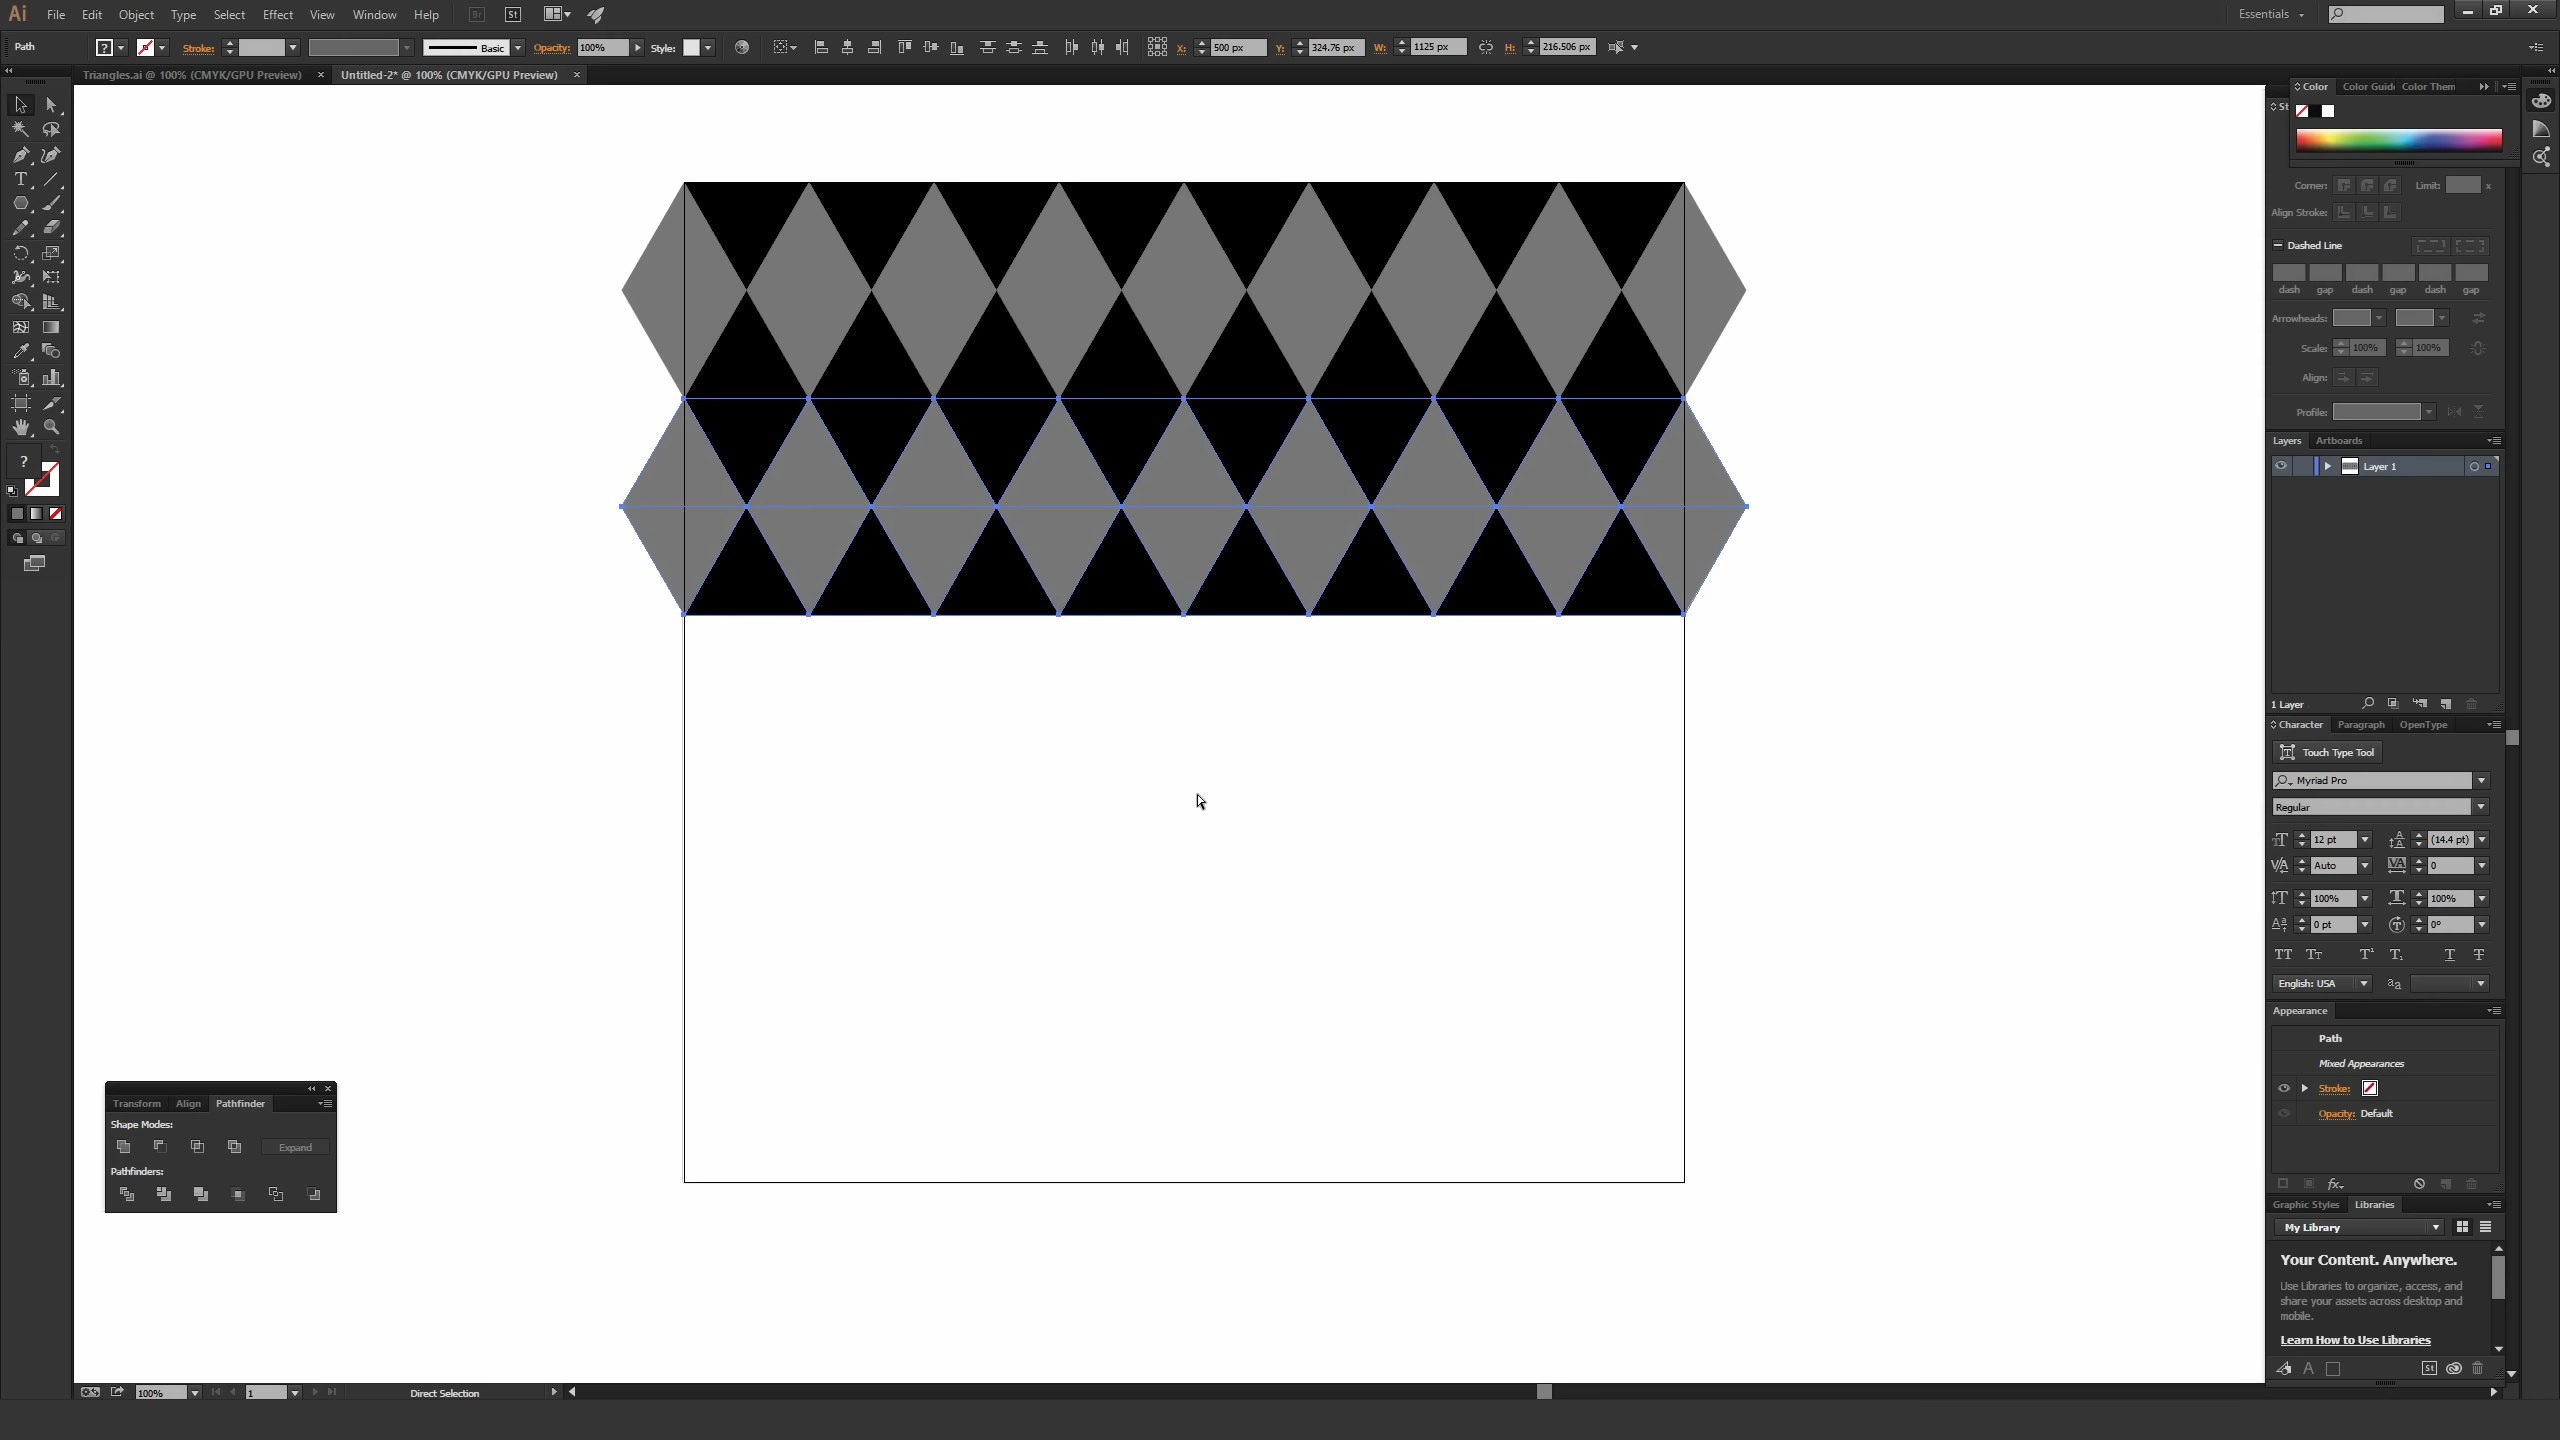 Ai File Edit Object Type Select Effect View Window Help Br St Essentials
Path ? Stroke: Basic Opacity: 100% Style: X: 500 px Y: 324.76 px W: 1125 px H: 216.506 px
Triangles.ai @ 100% (CMYK/GPU Preview) × Untitled-2* @ 100% (CMYK/GPU Preview) ×
Color Color Guide Color Them
St
Corner: Limit: x
Align Stroke:
Dashed Line
dash gap dash gap dash gap
Arrowheads:
Scale: 100% 100%
Align:
Profile:
Layers Artboards
Layer 1
1 Layer
Character Paragraph OpenType
Touch Type Tool
Myriad Pro
Regular
12 pt (14.4 pt)
Auto 0
100% 100%
0 pt 0°
English: USA
Appearance
Path
Mixed Appearances
Stroke:
Opacity: Default
fx
Graphic Styles Libraries
My Library
Your Content. Anywhere.
Use Libraries to organize, access, and
share your assets across desktop and
mobile.
Learn How to Use Libraries
Transform Align Pathfinder
Shape Modes:
Expand
Pathfinders:
100% 1 Direct Selection